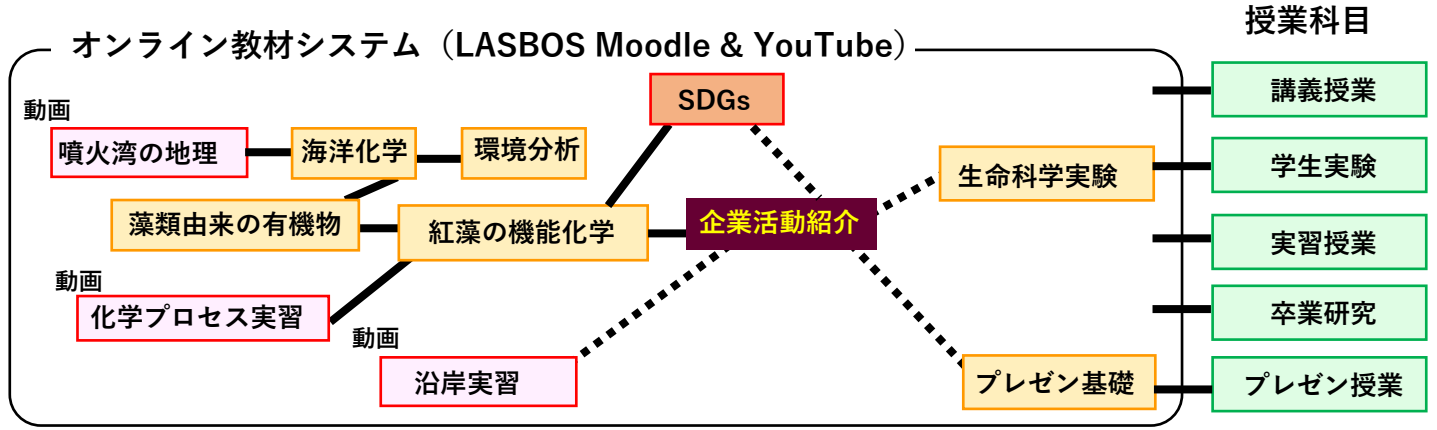 授業科目
オンライン教材システム（LASBOS Moodle & YouTube）
動画
噴火湾の地理
海洋化学
環境分析
SDGs
藻類由来の有機物
紅藻の機能化学
企業活動紹介
生命科学実験
動画
化学プロセス実習
動画
沿岸実習
プレゼン基礎
講義授業
学生実験
実習授業
卒業研究
プレゼン授業